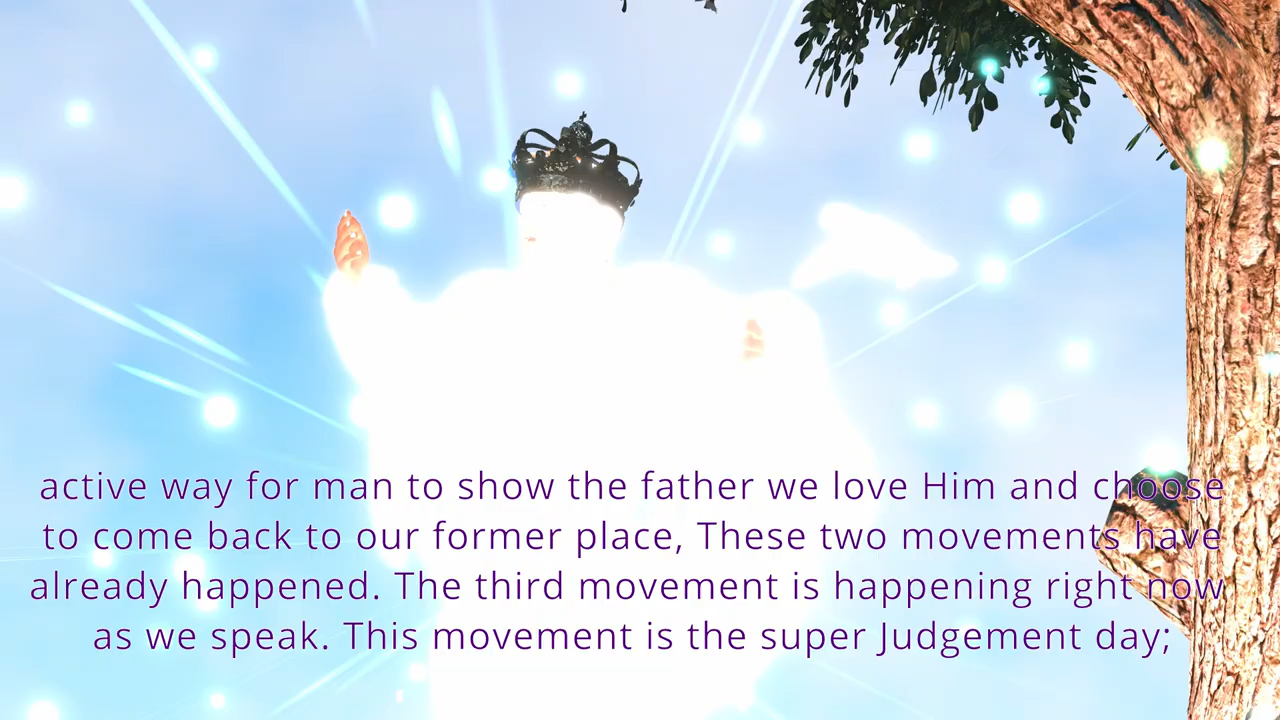 active way for man to show the father we love Him and choose
to come back to our former place, These two movements have
already happened. The third movement is happening right now
as we speak. This movement is the super Judgement day;